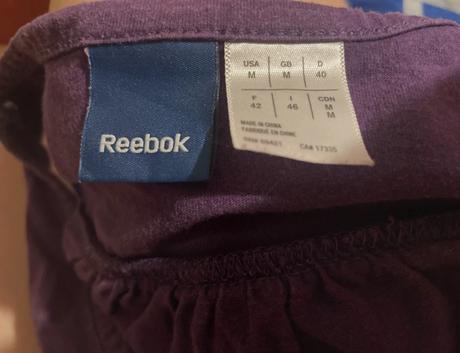 Reebok
USA GB D
M M 40
F I CDN
42 46 M
M
MADE IN CHINA
FABRIQUÉ EN CHINE
CA# 17335